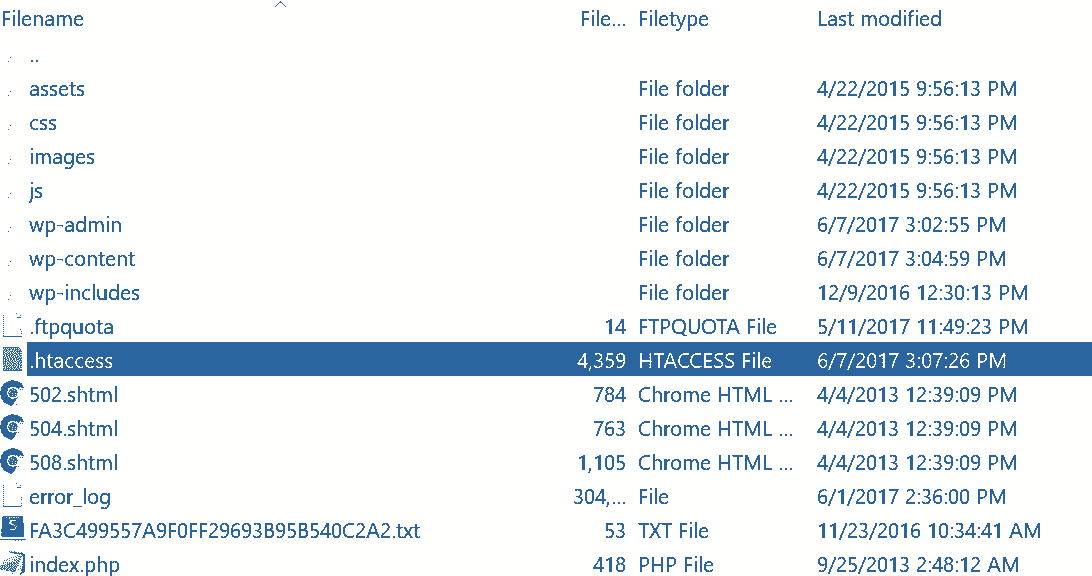 Filename File... Filetype Last modified
..
assets File folder 4/22/2015 9:56:13 PM
css File folder 4/22/2015 9:56:13 PM
images File folder 4/22/2015 9:56:13 PM
js File folder 4/22/2015 9:56:13 PM
wp-admin File folder 6/7/2017 3:02:55 PM
wp-content File folder 6/7/2017 3:04:59 PM
wp-includes File folder 12/9/2016 12:30:13 PM
.ftpquota 14 FTPQUOTA File 5/11/2017 11:49:23 PM
.htaccess 4,359 HTACCESS File 6/7/2017 3:07:26 PM
502.shtml 784 Chrome HTML ... 4/4/2013 12:39:09 PM
504.shtml 763 Chrome HTML ... 4/4/2013 12:39:09 PM
508.shtml 1,105 Chrome HTML ... 4/4/2013 12:39:09 PM
error_log 304,... File 6/1/2017 2:36:00 PM
FA3C499557A9F0FF29693B95B540C2A2.txt 53 TXT File 11/23/2016 10:34:41 AM
index.php 418 PHP File 9/25/2013 2:48:12 AM